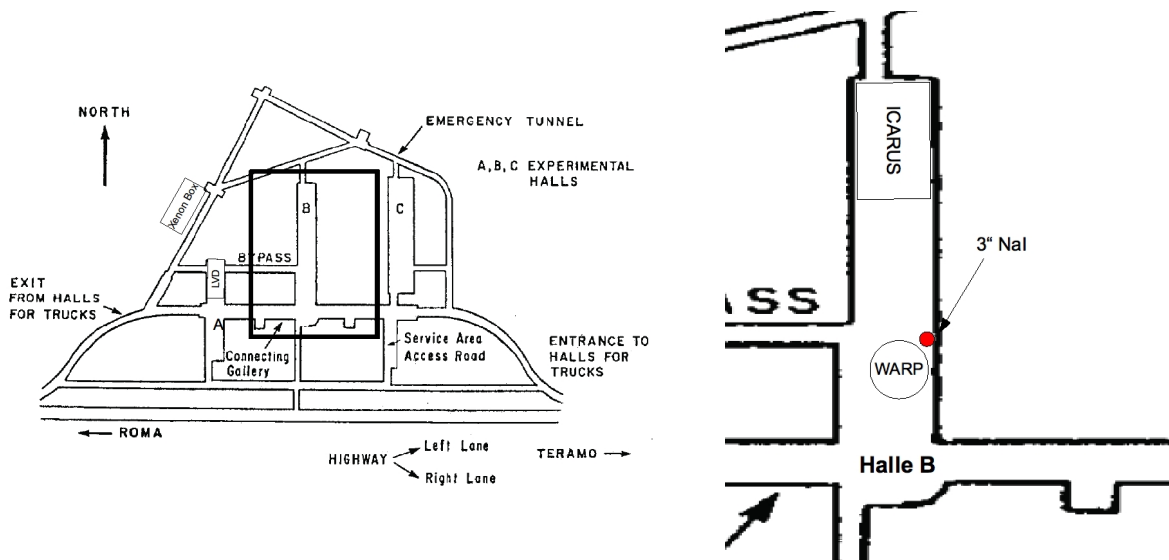 NORTH
EMERGENCY TUNNEL
A, B, C EXPERIMENTAL
HALLS
Xenon Box
B
C
BYPASS
LVD
EXIT
FROM HALLS
FOR TRUCKS
A
Connecting
Gallery
Service Area
Access Road
ENTRANCE TO
HALLS FOR
TRUCKS
ROMA
HIGHWAY
Left Lane
Right Lane
TERAMO
ICARUS
3“ NaI
ASS
WARP
Halle B